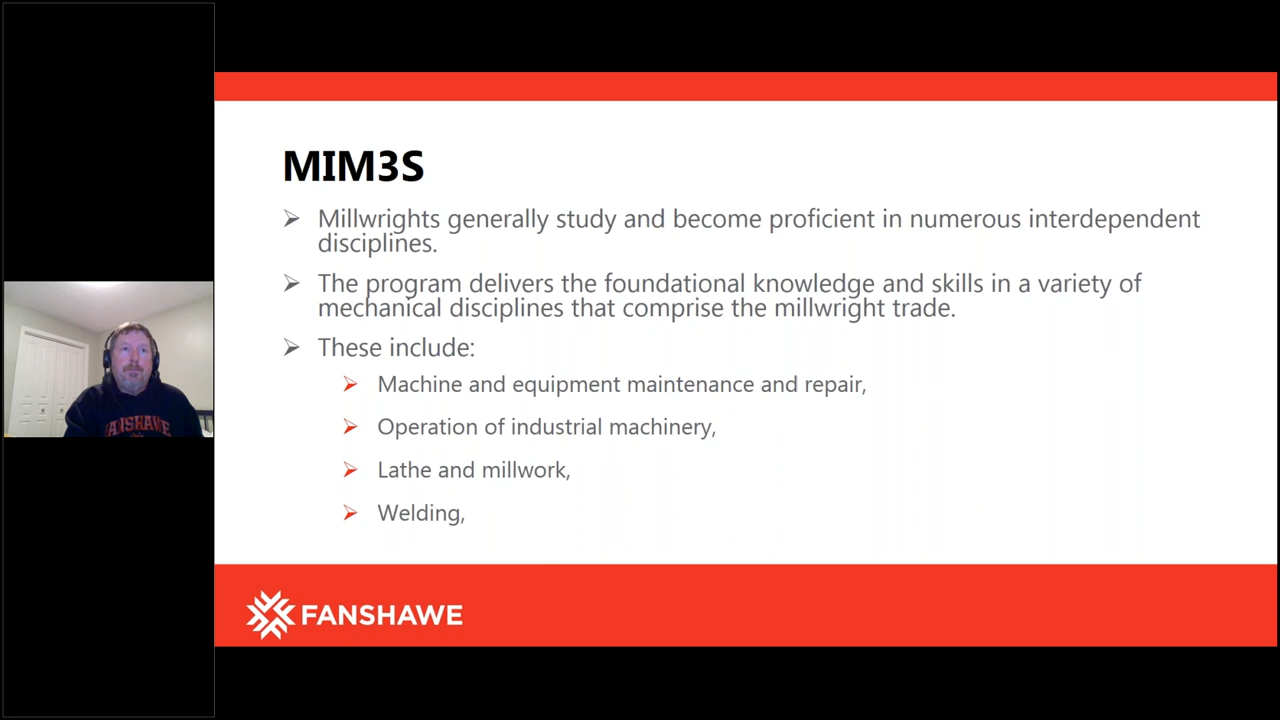 MIM3S
Millwrights generally study and become proficient in numerous interdependent
disciplines.
The program delivers the foundational knowledge and skills in a variety of
mechanical disciplines that comprise the millwright trade.
These include:
Machine and equipment maintenance and repair,
Operation of industrial machinery,
Lathe and millwork,
Welding,
FANSHAWE
FANSHAWE